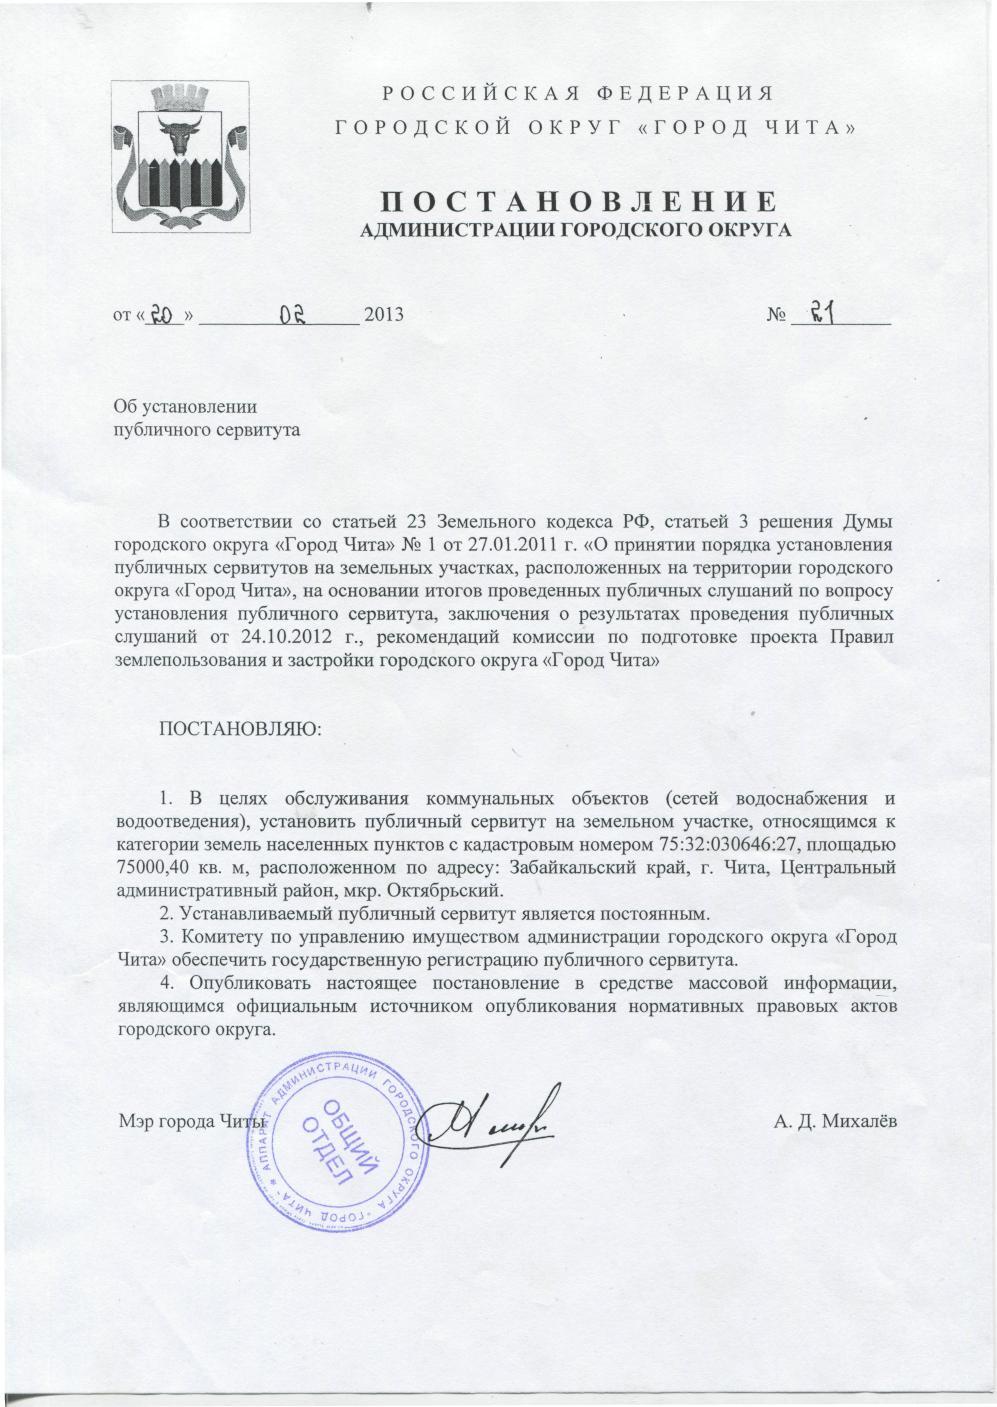 РОССИЙСКАЯ ФЕДЕРАЦИЯ
ГОРОДСКОЙ ОКРУГ «ГОРОД ЧИТА»
ПОСТАНОВЛЕНИЕ
АДМИНИСТРАЦИИ ГОРОДСКОГО ОКРУГА
от «20» 02 2013 № 21
Об установлении
публичного сервитута
В соответствии со статьей 23 Земельного кодекса РФ, статьей 3 решения Думы
городского округа «Город Чита» № 1 от 27.01.2011 г. «О принятии порядка установления
публичных сервитутов на земельных участках, расположенных на территории городского
округа «Город Чита», на основании итогов проведенных публичных слушаний по вопросу
установления публичного сервитута, заключения о результатах проведения публичных
слушаний от 24.10.2012 г., рекомендаций комиссии по подготовке проекта Правил
землепользования и застройки городского округа «Город Чита»
ПОСТАНОВЛЯЮ:
1. В целях обслуживания коммунальных объектов (сетей водоснабжения и
водоотведения), установить публичный сервитут на земельном участке, относящимся к
категории земель населенных пунктов с кадастровым номером 75:32:030646:27, площадью
75000,40 кв. м, расположенном по адресу: Забайкальский край, г. Чита, Центральный
административный район, мкр. Октябрьский.
2. Устанавливаемый публичный сервитут является постоянным.
3. Комитету по управлению имуществом администрации городского округа «Город
Чита» обеспечить государственную регистрацию публичного сервитута.
4. Опубликовать настоящее постановление в средстве массовой информации,
являющимся официальным источником опубликования нормативных правовых актов
городского округа.
Мэр города Читы А. Д. Михалёв
АППАРАТ АДМИНИСТРАЦИИ ГОРОДСКОГО ОКРУГА "ГОРОД ЧИТА"
ОБЩИЙ
ОТДЕЛ